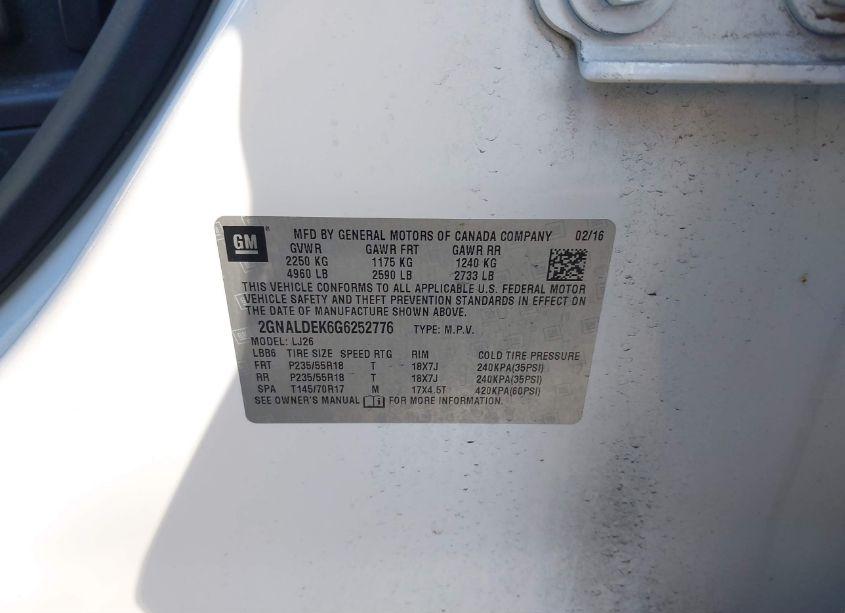 GM
MFD BY GENERAL MOTORS OF CANADA COMPANY 02/16
GVWR GAWR FRT GAWR RR
2250 KG 1175 KG 1240 KG
4960 LB 2590 LB 2733 LB
THIS VEHICLE CONFORMS TO ALL APPLICABLE U.S. FEDERAL MOTOR
VEHICLE SAFETY AND THEFT PREVENTION STANDARDS IN EFFECT ON
THE DATE OF MANUFACTURE SHOWN ABOVE.
2GNALDEK6G6252776 TYPE: M.P.V.
MODEL: LJ26
LBB6 TIRE SIZE SPEED RTG RIM COLD TIRE PRESSURE
FRT P235/55R18 T 18X7J 240KPA(35PSI)
RR P235/55R18 T 18X7J 240KPA(35PSI)
SPA T145/70R17 M 17X4.5T 420KPA(60PSI)
SEE OWNER'S MANUAL FOR MORE INFORMATION.